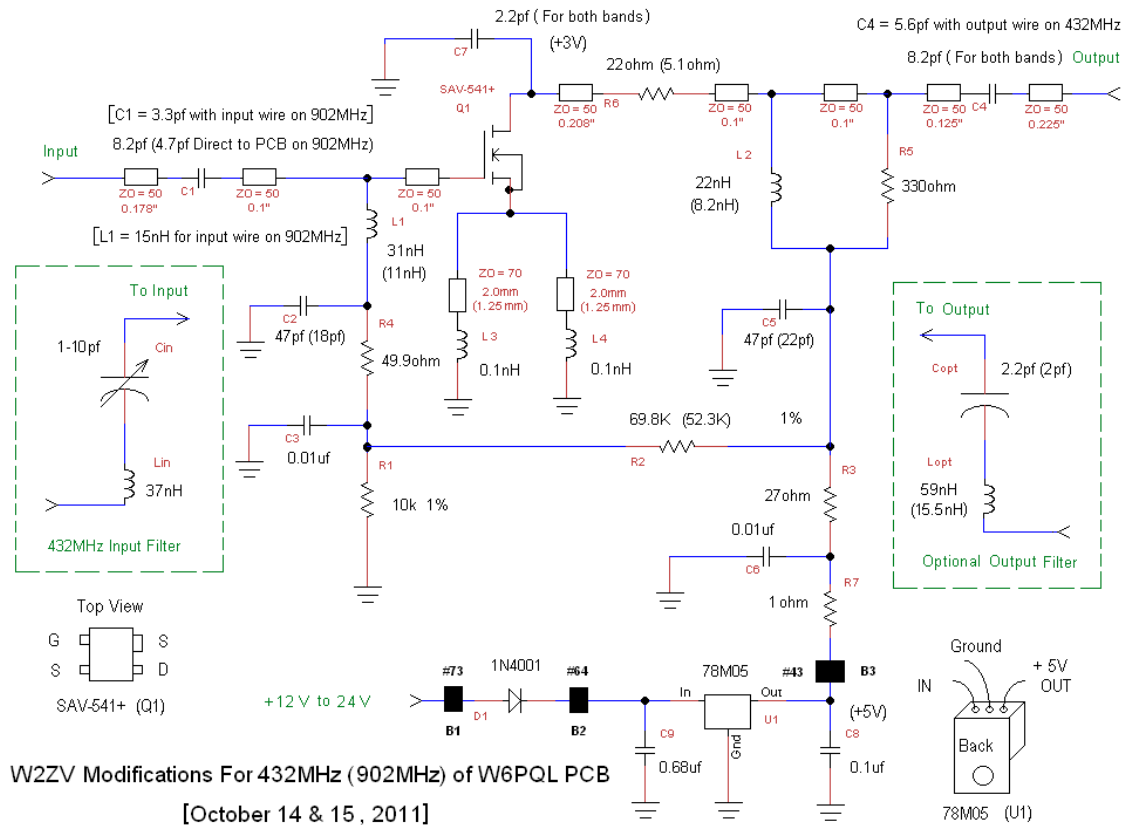 2.2pf ( For both bands)
C7
(+3V)
C4 = 5.6pf with output wire on 432MHz
8.2pf ( For both bands) Output
22ohm (5.1ohm)
SAV-541+
Q1
ZO = 50
0.208"
R6
ZO = 50
0.1"
ZO = 50
0.1"
ZO = 50
0.125"
C4
ZO = 50
0.225"
[C1 = 3.3pf with input wire on 902MHz]
8.2pf (4.7pf Direct to PCB on 902MHz)
Input
ZO = 50
0.178"
C1
ZO = 50
0.1"
ZO = 50
0.1"
L2
22nH
(8.2nH)
R5
330ohm
[L1 = 15nH for input wire on 902MHz]
L1
31nH
(11nH)
ZO = 70
2.0mm
(1.25mm)
ZO = 70
2.0mm
(1.25mm)
L3
0.1nH
L4
0.1nH
C2
47pf (18pf)
R4
49.9ohm
C5
47pf (22pf)
To Input
1-10pf
Cin
Lin
37nH
432MHz Input Filter
To Output
Copt
2.2pf (2pf)
Lopt
59nH
(15.5nH)
Optional Output Filter
C3
0.01uf
69.8K (52.3K)
1%
R2
R1
10k 1%
R3
27ohm
0.01uf
C6
R7
1 ohm
Top View
G
S
S
D
SAV-541+ (Q1)
+12 V to 24 V
#73
B1
1N4001
D1
#64
B2
78M05
In
Out
Gnd
U1
#43
B3
(+5V)
C9
0.68uf
C8
0.1uf
Ground
IN
+ 5V
OUT
Back
78M05 (U1)
W2ZV Modifications For 432MHz (902MHz) of W6PQL PCB
[October 14 & 15 , 2011]